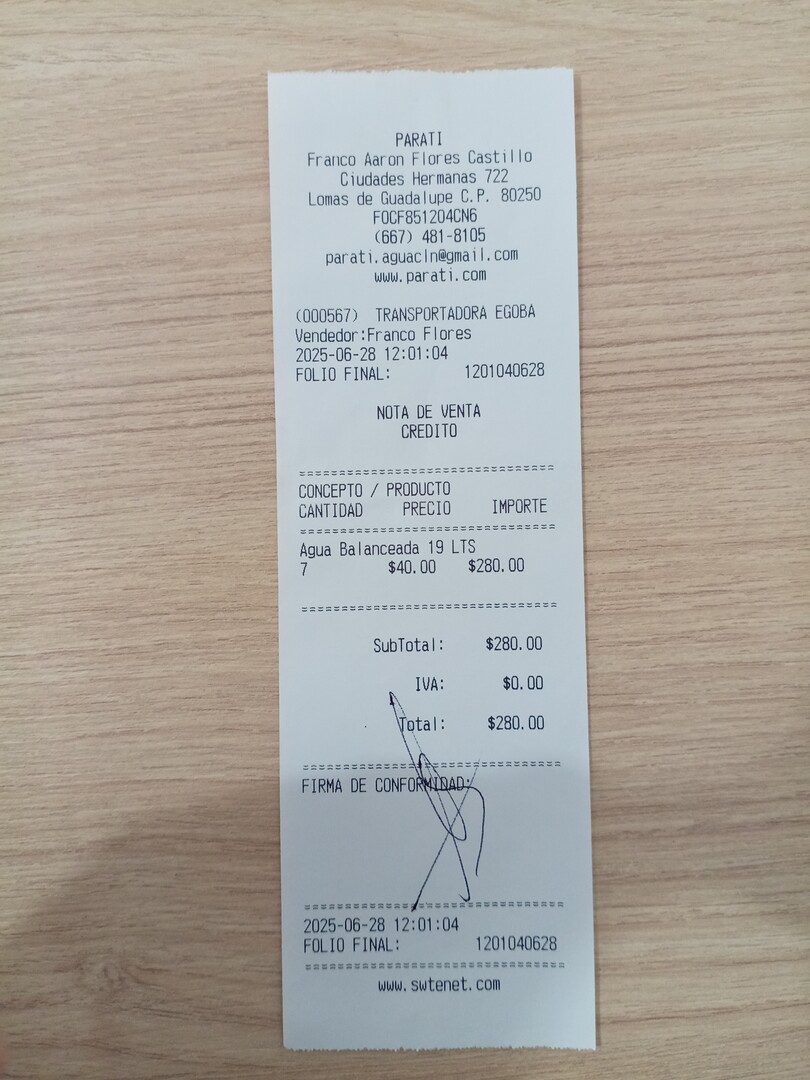 PARATI
Franco Aaron Flores Castillo
Ciudades Hermanas 722
Lomas de Guadalupe C.P. 80250
FOCF851204CN6
(667) 481-8105
parati.aguacln@gmail.com
www.parati.com
(000567) TRANSPORTADORA EGOBA
Vendedor:Franco Flores
2025-06-28 12:01:04
FOLIO FINAL: 1201040628
NOTA DE VENTA
CREDITO
================================
CONCEPTO / PRODUCTO
CANTIDAD PRECIO IMPORTE
================================
Agua Balanceada 19 LTS
7 $40.00 $280.00
================================
SubTotal: $280.00
IVA: $0.00
Total: $280.00
================================
FIRMA DE CONFORMIDAD:
================================
2025-06-28 12:01:04
FOLIO FINAL: 1201040628
================================
www.swtenet.com